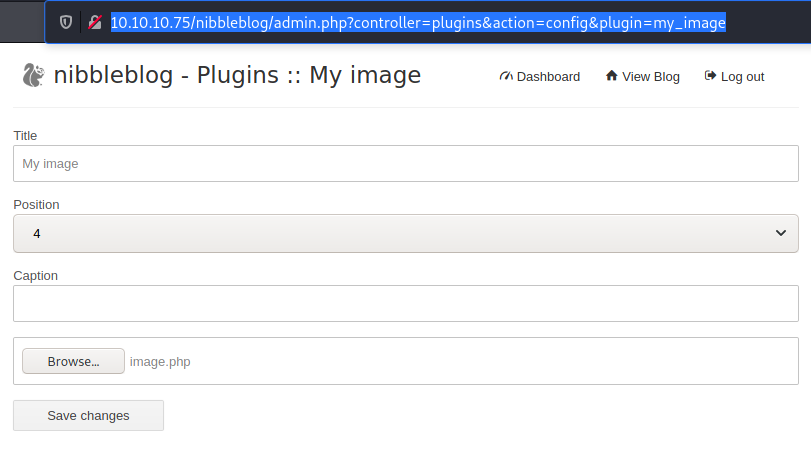 10.10.10.75/nibbleblog/admin.php?controller=plugins&action=config&plugin=my_image
nibbleblog - Plugins :: My image Dashboard View Blog Log out
Title
My image
Position
4
Caption
Browse... image.php
Save changes